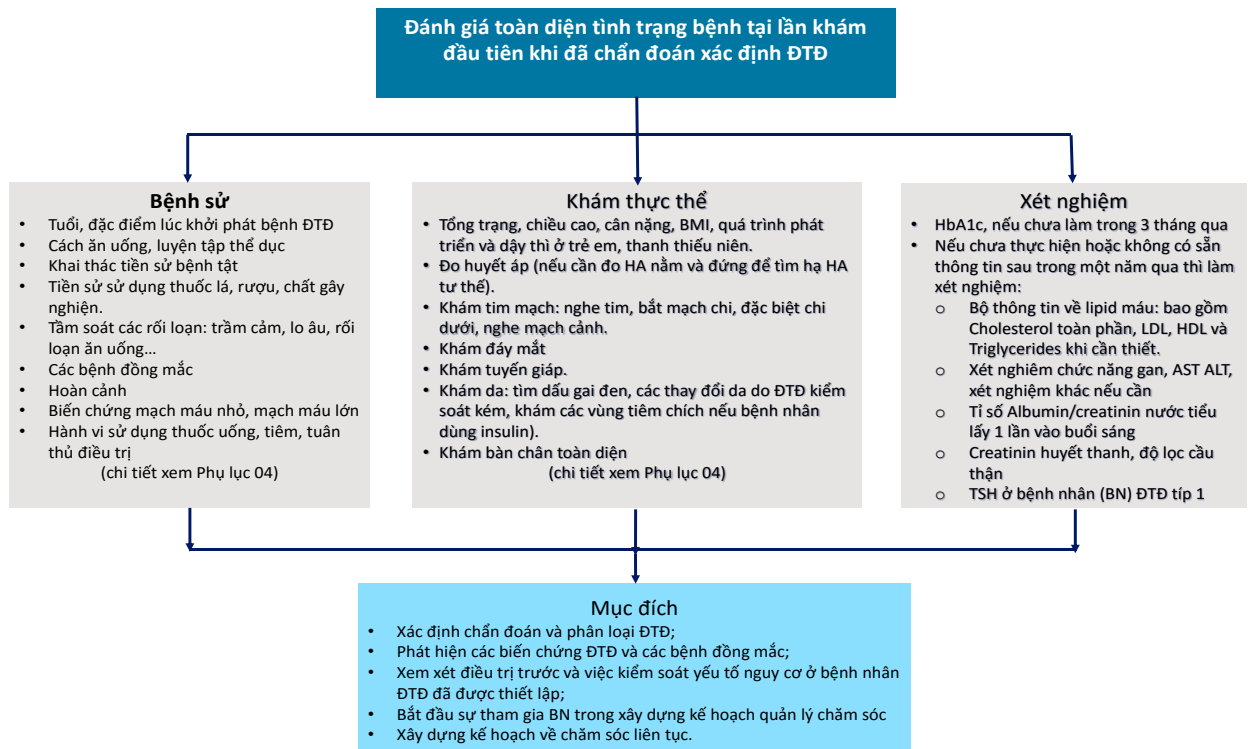 Đánh giá toàn diện tình trạng bệnh tại lần khám
đầu tiên khi đã chẩn đoán xác định ĐTĐ
Bệnh sử
• Tuổi, đặc điểm lúc khởi phát bệnh ĐTĐ
• Cách ăn uống, luyện tập thể dục
• Khai thác tiền sử bệnh tật
• Tiền sử sử dụng thuốc lá, rượu, chất gây
nghiện.
• Tầm soát các rối loạn: trầm cảm, lo âu, rối
loạn ăn uống...
• Các bệnh đồng mắc
• Hoàn cảnh
• Biến chứng mạch máu nhỏ, mạch máu lớn
• Hành vi sử dụng thuốc uống, tiêm, tuân
thủ điều trị
(chi tiết xem Phụ lục 04)
Khám thực thể
• Tổng trạng, chiều cao, cân nặng, BMI, quá trình phát
triển và dậy thì ở trẻ em, thanh thiếu niên.
• Đo huyết áp (nếu cần đo HA nằm và đứng để tìm hạ HA
tư thế).
• Khám tim mạch: nghe tim, bắt mạch chi, đặc biệt chi
dưới, nghe mạch cảnh.
• Khám đáy mắt
• Khám tuyến giáp.
• Khám da: tìm dấu gai đen, các thay đổi da do ĐTĐ kiểm
soát kém, khám các vùng tiêm chích nếu bệnh nhân
dùng insulin).
• Khám bàn chân toàn diện
(chi tiết xem Phụ lục 04)
Xét nghiệm
• HbA1c, nếu chưa làm trong 3 tháng qua
• Nếu chưa thực hiện hoặc không có sẵn
thông tin sau trong một năm qua thì làm
xét nghiệm:
o Bộ thông tin về lipid máu: bao gồm
Cholesterol toàn phần, LDL, HDL và
Triglycerides khi cần thiết.
o Xét nghiêm chức năng gan, AST ALT,
xét nghiệm khác nếu cần
o Tỉ số Albumin/creatinin nước tiểu
lấy 1 lần vào buổi sáng
o Creatinin huyết thanh, độ lọc cầu
thận
o TSH ở bệnh nhân (BN) ĐTĐ típ 1
Mục đích
• Xác định chẩn đoán và phân loại ĐTĐ;
• Phát hiện các biến chứng ĐTĐ và các bệnh đồng mắc;
• Xem xét điều trị trước và việc kiểm soát yếu tố nguy cơ ở bệnh nhân
ĐTĐ đã được thiết lập;
• Bắt đầu sự tham gia BN trong xây dựng kế hoạch quản lý chăm sóc
• Xây dựng kế hoạch về chăm sóc liên tục.